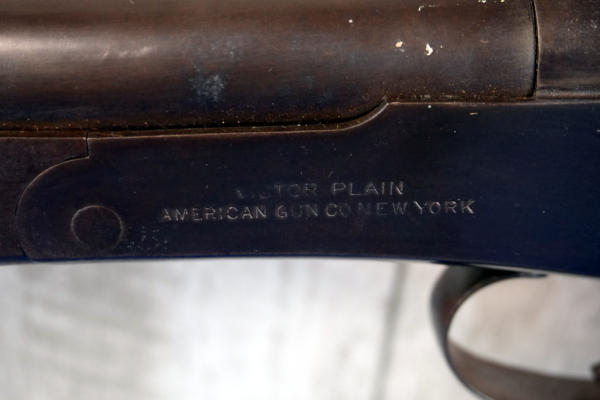 VICTOR PLAIN
AMERICAN GUN CO NEW YORK